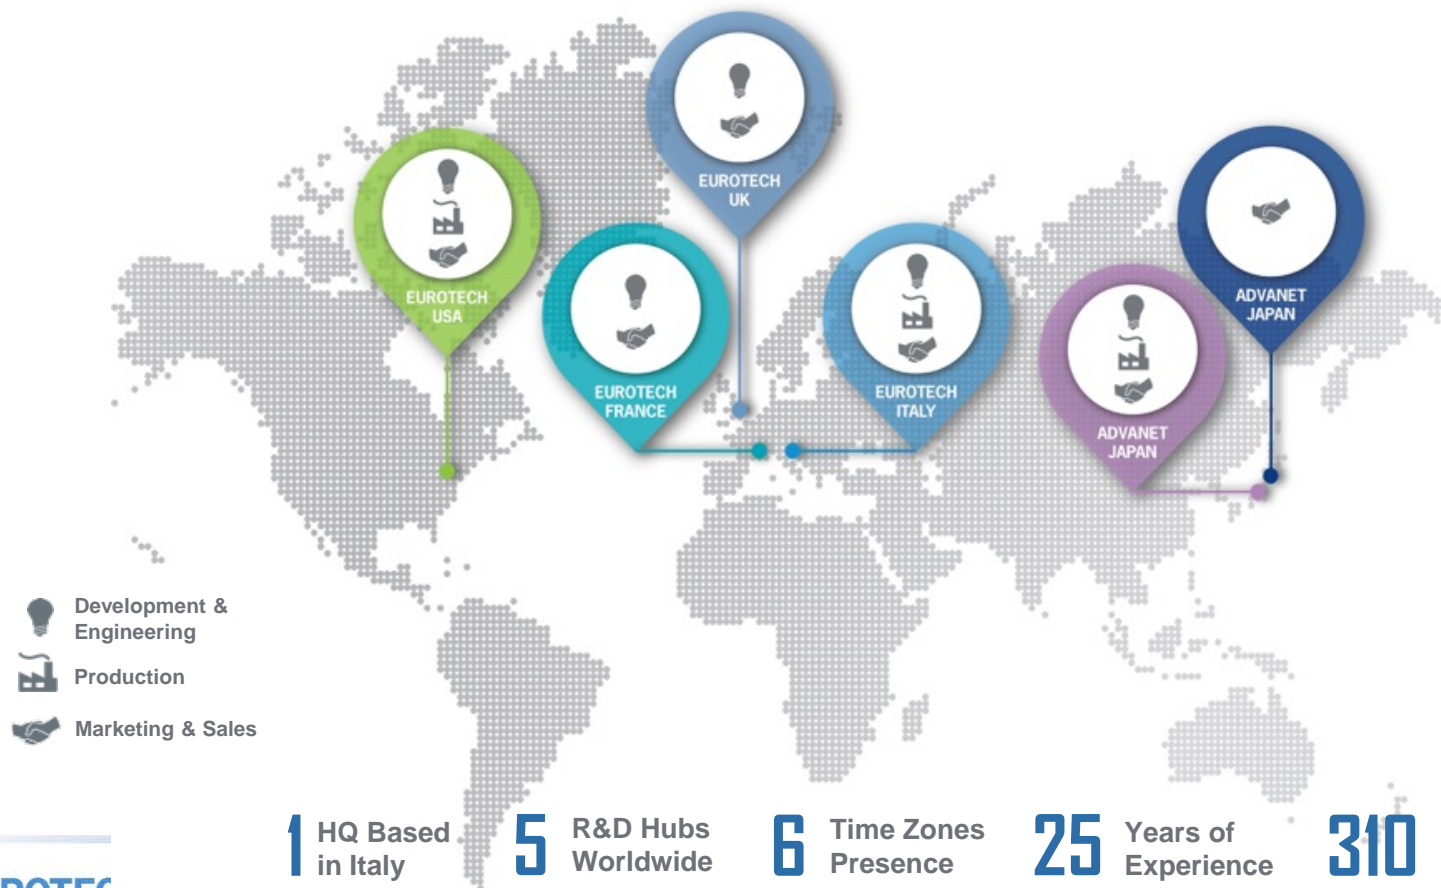 EUROTECH
UK
EUROTECH
USA
ADVANET
JAPAN
EUROTECH
FRANCE
EUROTECH
ITALY
ADVANET
JAPAN
Development &
Engineering
Production
Marketing & Sales
1 HQ Based
in Italy
5 R&D Hubs
Worldwide
6 Time Zones
Presence
25 Years of
Experience
310